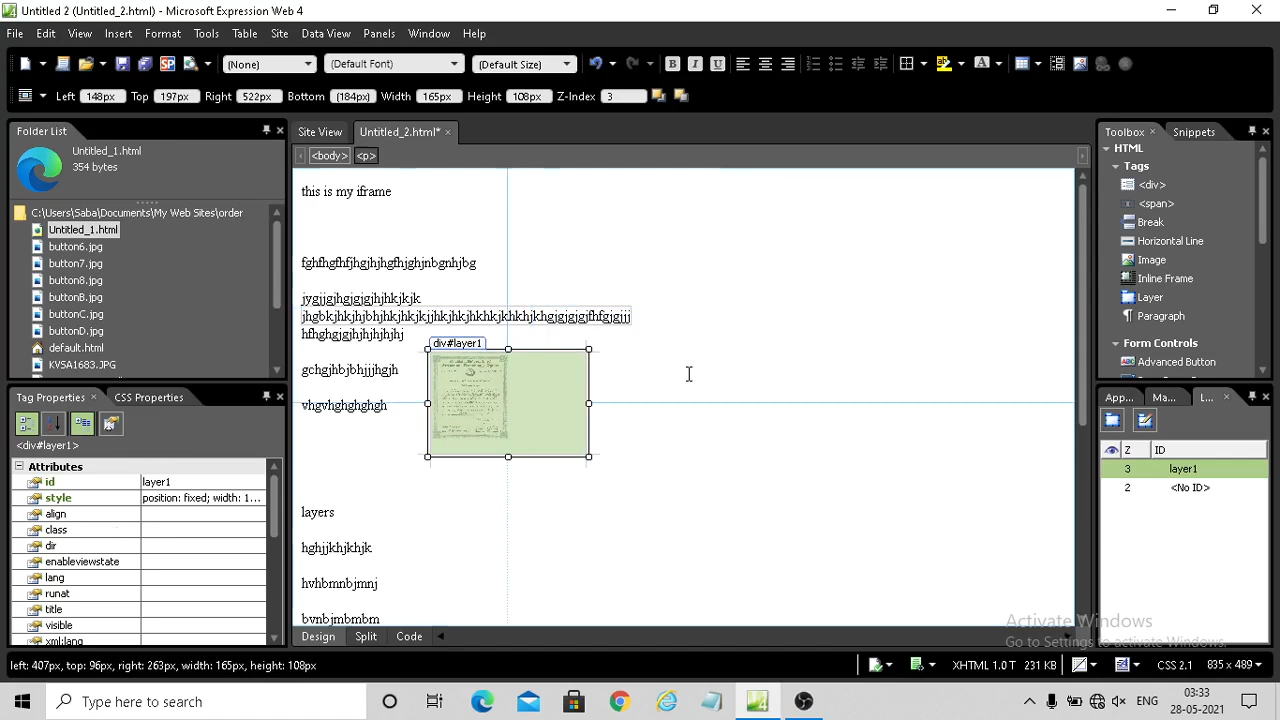 Untitled 2 (Untitled_2.html) - Microsoft Expression Web 4
File Edit View Insert Format Tools Table Site Data View Panels Window Help
(None) (Default Font) (Default Size) B I U
Left 148px Top 197px Right 522px Bottom (184px) Width 165px Height 108px Z-Index 3
Folder List
Untitled_1.html
354 bytes
C:\Users\Saba\Documents\My Web Sites\order
Untitled_1.html
button6.jpg
button7.jpg
button8.jpg
buttonB.jpg
buttonC.jpg
buttonD.jpg
default.html
KVSA1683.JPG
Tag Properties CSS Properties
<div#layer1>
Attributes
id layer1
style position: fixed; width: 1...
align
class
dir
enableviewstate
lang
runat
title
visible
xml:lang
Site View Untitled_2.html*
<body> <p>
this is my iframe
fghfhgfhfjhgjhjhgfhjghjnbgnhjbg
jygjjgjhgjgjgjhjhkjkjk
hfhghgjgjhjhjhjhjhj
div#layer1
gchgjhbjbhjjjhgjh
vhgvhghghghgh
layers
hghjjkhjkhjk
hvhbmnbjmnj
bvnbjmbmbm
Design Split Code
Toolbox Snippets
HTML
Tags
<div>
<span>
Break
Horizontal Line
Image
Inline Frame
Layer
Paragraph
Form Controls
Advanced Button
App... Ma... L...
Z ID
3 layer1
2 <No ID>
Activate Windows
Go to Settings to activate Windows.
left: 407px, top: 96px, right: 263px, width: 165px, height: 108px
XHTML 1.0 T 231 KB CSS 2.1 835 × 489
Type here to search
ENG
03:33
28-05-2021